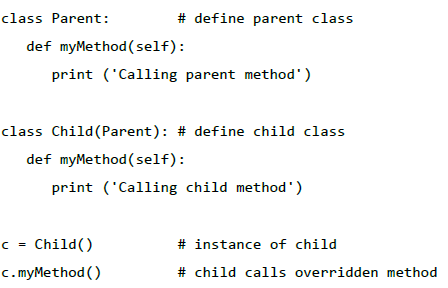 class Parent:        # define parent class
   def myMethod(self):
      print ('Calling parent method')

class Child(Parent): # define child class
   def myMethod(self):
      print ('Calling child method')

c = Child()          # instance of child
c.myMethod()         # child calls overridden method